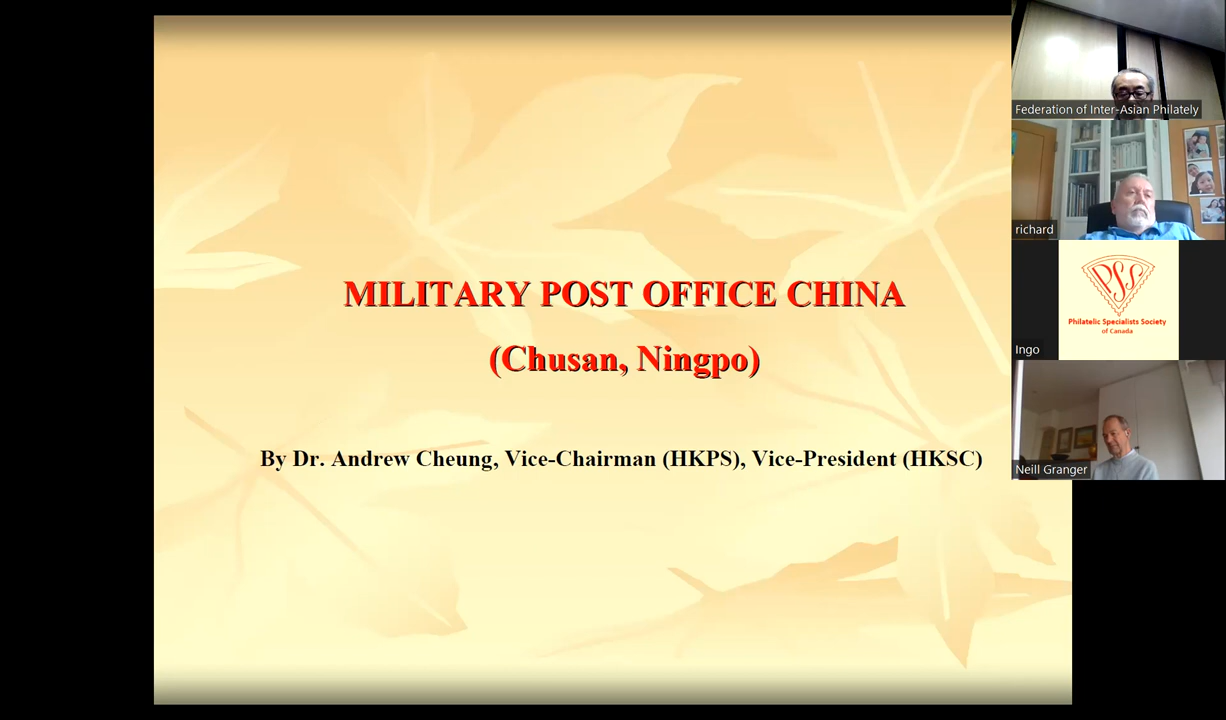 MILITARY POST OFFICE CHINA
(Chusan, Ningpo)
By Dr. Andrew Cheung, Vice-Chairman (HKPS), Vice-President (HKSC)
Federation of Inter-Asian Philately
richard
PSS
Philatelic Specialists Society
of Canada
Ingo
Neill Granger